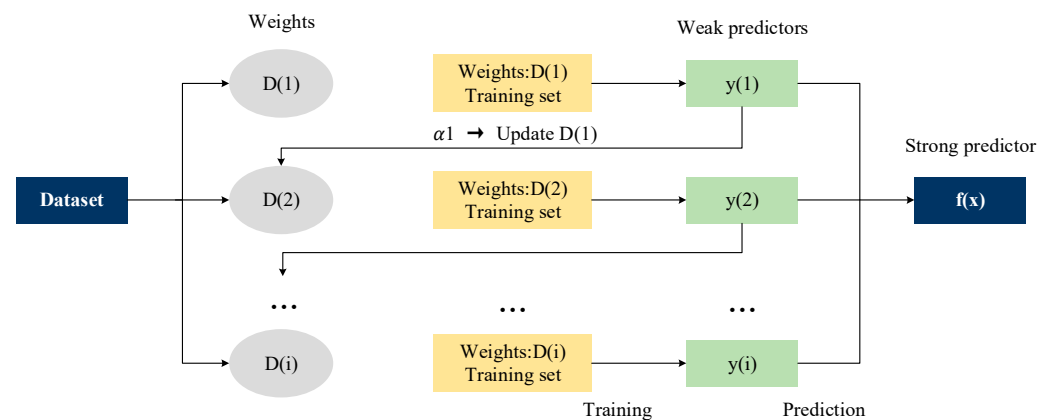 Weights
Weak predictors
D(1)
Weights:D(1)
Training set
y(1)
α1 → Update D(1)
Strong predictor
Dataset
D(2)
Weights:D(2)
Training set
y(2)
f(x)
...
...
...
D(i)
Weights:D(i)
Training set
y(i)
Training
Prediction